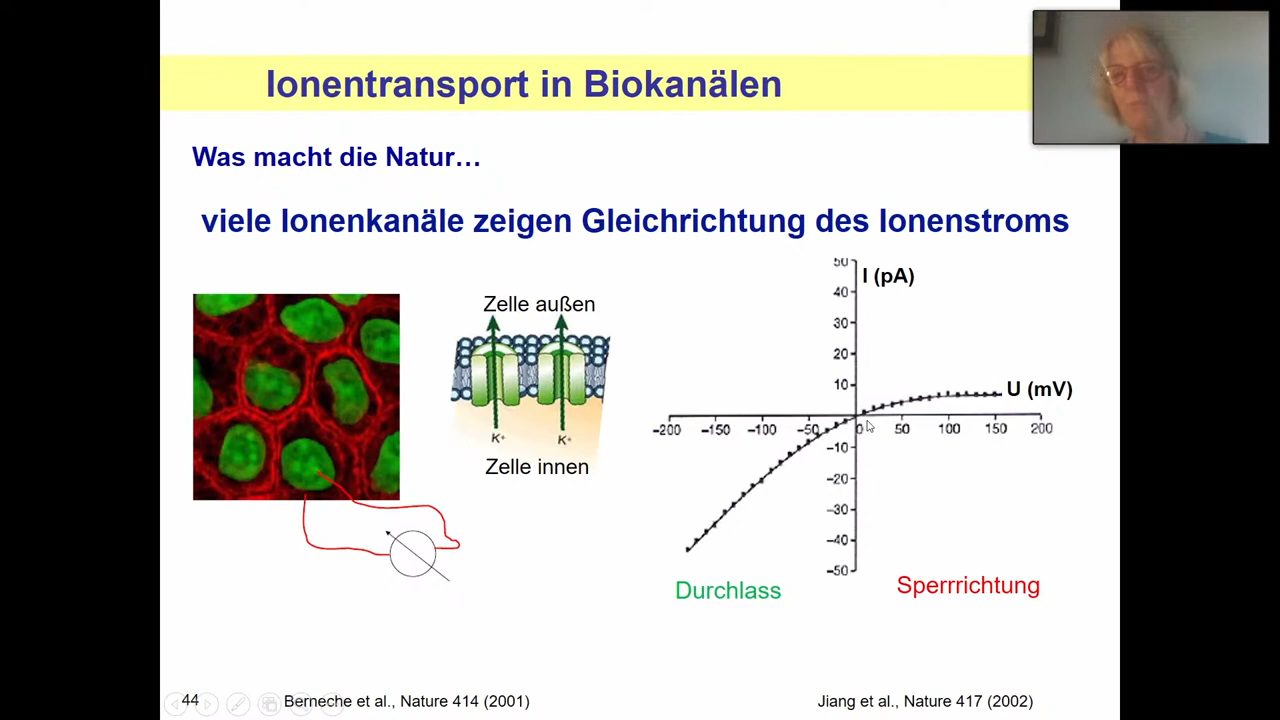 Ionentransport in Biokanälen
Was macht die Natur…
viele Ionenkanäle zeigen Gleichrichtung des Ionenstroms
Zelle außen
K+ K+
Zelle innen
I (pA)
50
40
30
20
10
U (mV)
-200 -150 -100 -50 0 50 100 150 200
-10
-20
-30
-40
-50
Durchlass
Sperrrichtung
44
Berneche et al., Nature 414 (2001)
Jiang et al., Nature 417 (2002)